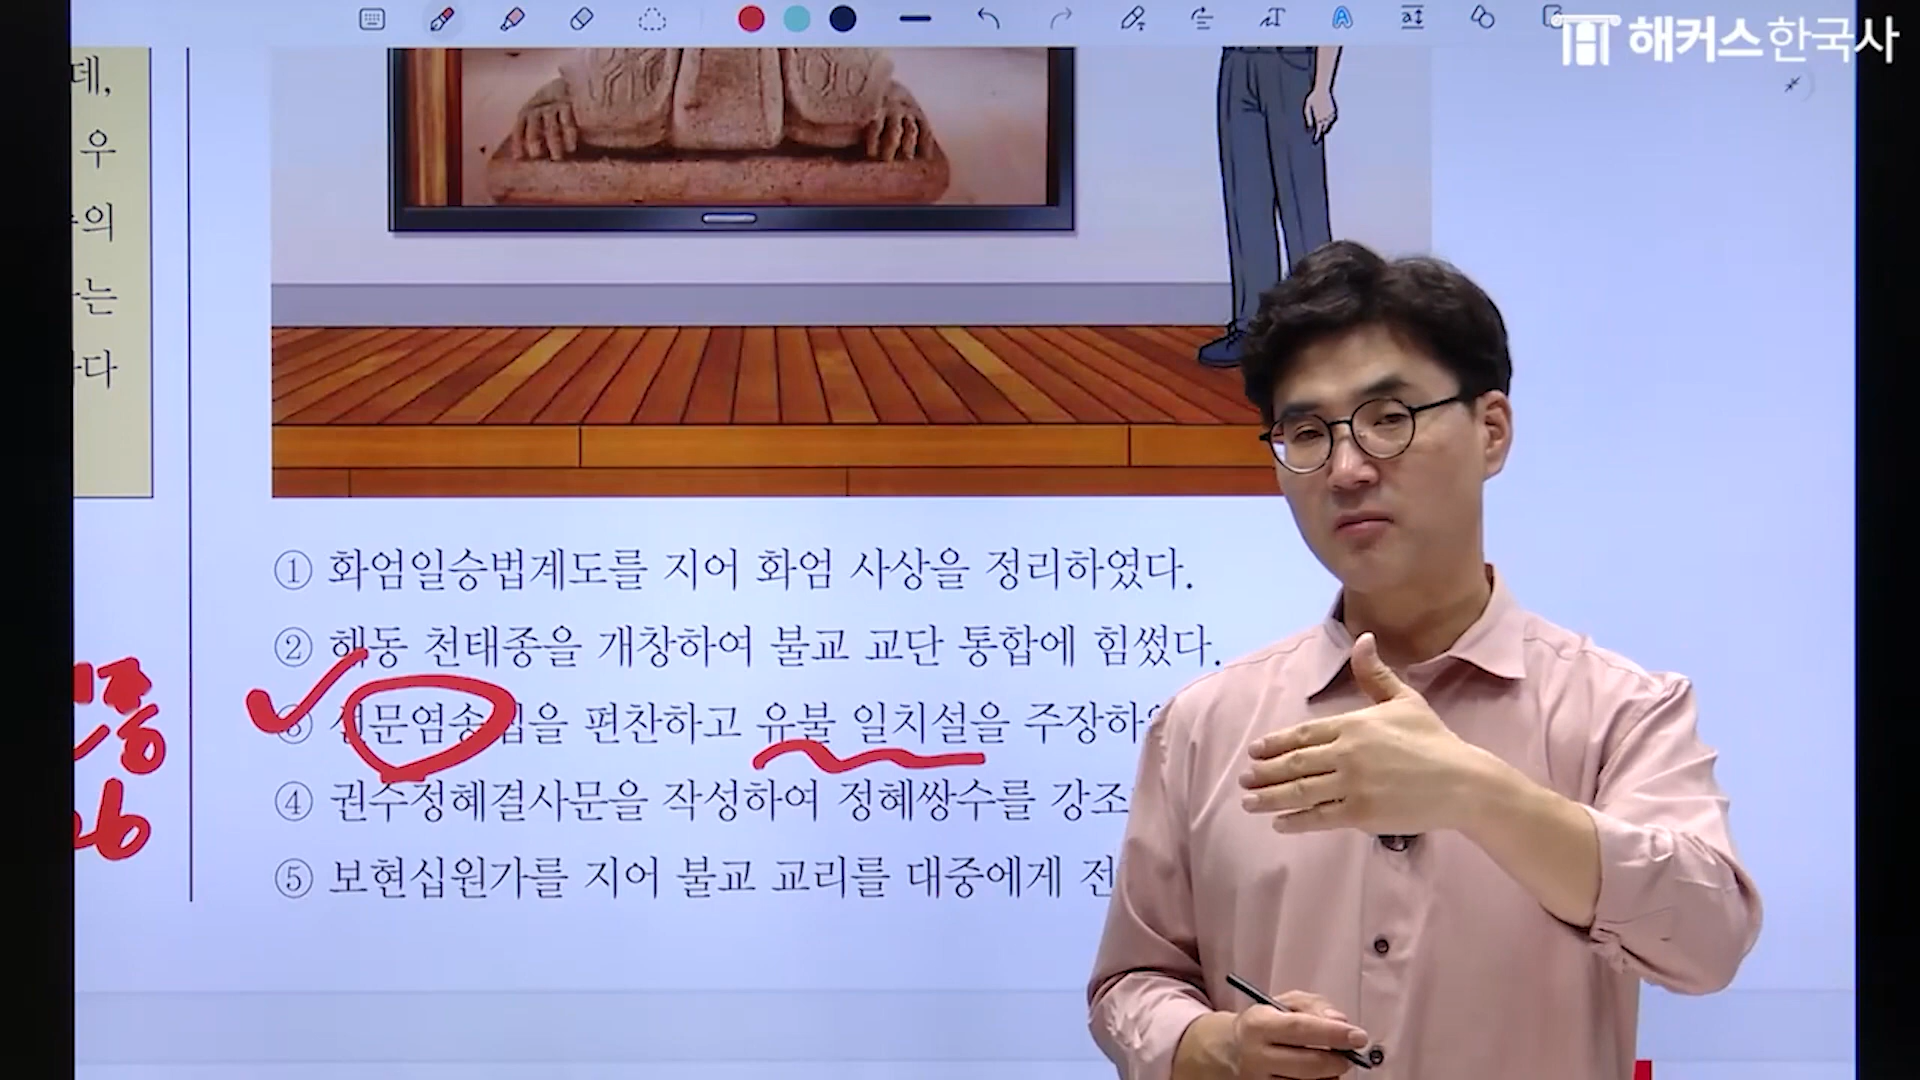 해커스한국사
데,
우
의
는
다
① 화엄일승법계도를 지어 화엄 사상을 정리하였다.
② 해동 천태종을 개창하여 불교 교단 통합에 힘썼다.
③ 선문염송집을 편찬하고 유불 일치설을 주장하였
④ 권수정혜결사문을 작성하여 정혜쌍수를 강조
⑤ 보현십원가를 지어 불교 교리를 대중에게 전